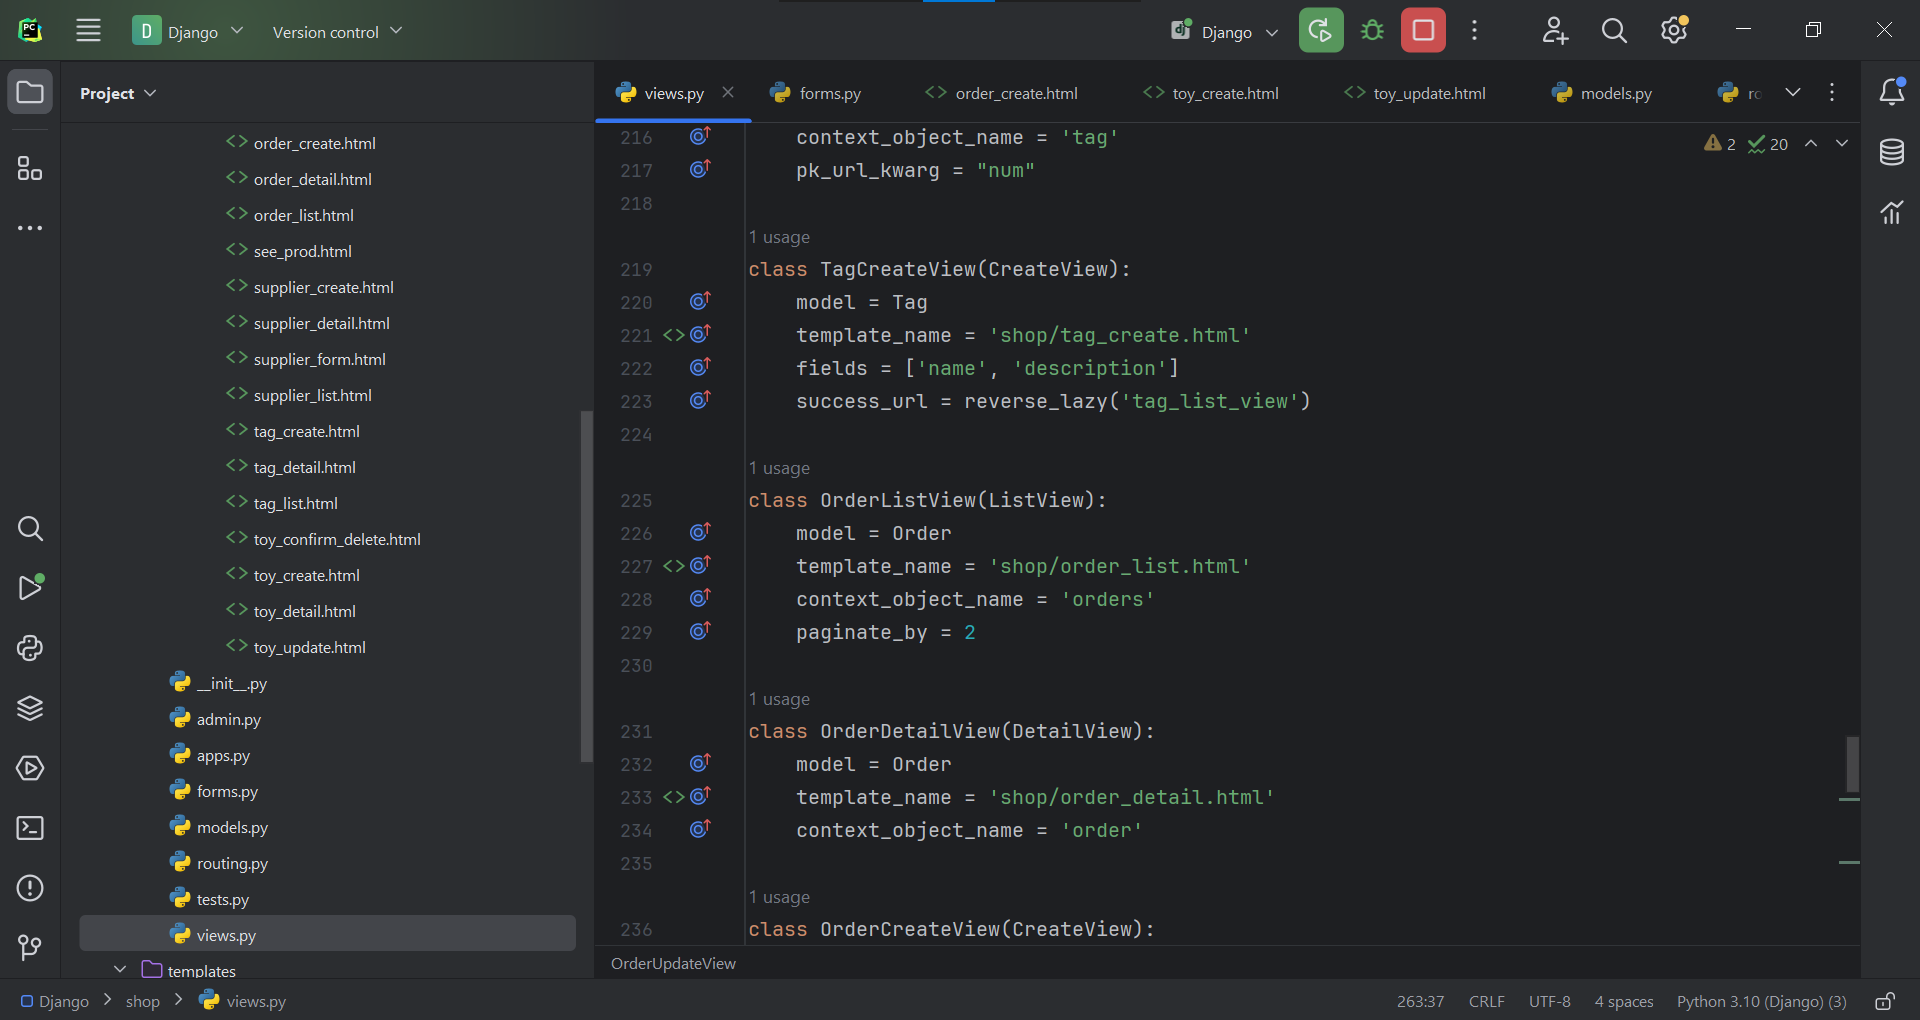 PC
D Django Version control
dj Django
Project
order_create.html
order_detail.html
order_list.html
see_prod.html
supplier_create.html
supplier_detail.html
supplier_form.html
supplier_list.html
tag_create.html
tag_detail.html
tag_list.html
toy_confirm_delete.html
toy_create.html
toy_detail.html
toy_update.html
__init__.py
admin.py
apps.py
forms.py
models.py
routing.py
tests.py
views.py
templates
views.py forms.py order_create.html toy_create.html toy_update.html models.py ro
2 20
216 context_object_name = 'tag'
217 pk_url_kwarg = "num"
218
1 usage
219 class TagCreateView(CreateView):
220 model = Tag
221 template_name = 'shop/tag_create.html'
222 fields = ['name', 'description']
223 success_url = reverse_lazy('tag_list_view')
224
1 usage
225 class OrderListView(ListView):
226 model = Order
227 template_name = 'shop/order_list.html'
228 context_object_name = 'orders'
229 paginate_by = 2
230
1 usage
231 class OrderDetailView(DetailView):
232 model = Order
233 template_name = 'shop/order_detail.html'
234 context_object_name = 'order'
235
1 usage
236 class OrderCreateView(CreateView):
OrderUpdateView
Django shop views.py
263:37 CRLF UTF-8 4 spaces Python 3.10 (Django) (3)